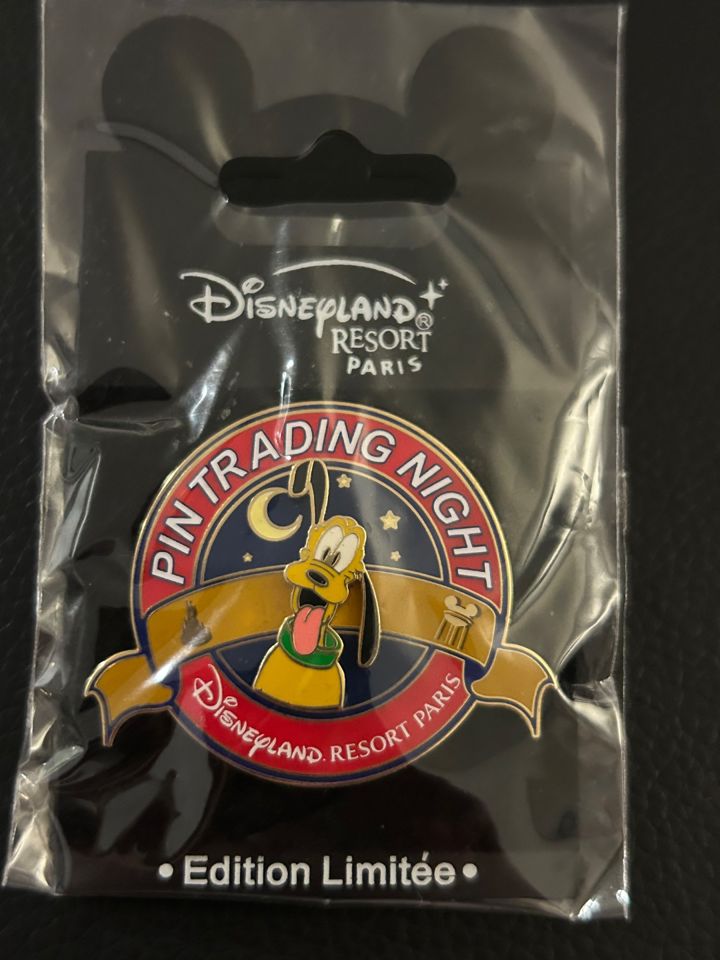 DISNEYLAND®
RESORT
PARIS
PIN TRADING NIGHT
DISNEYLAND. RESORT PARIS
• Edition Limitée •